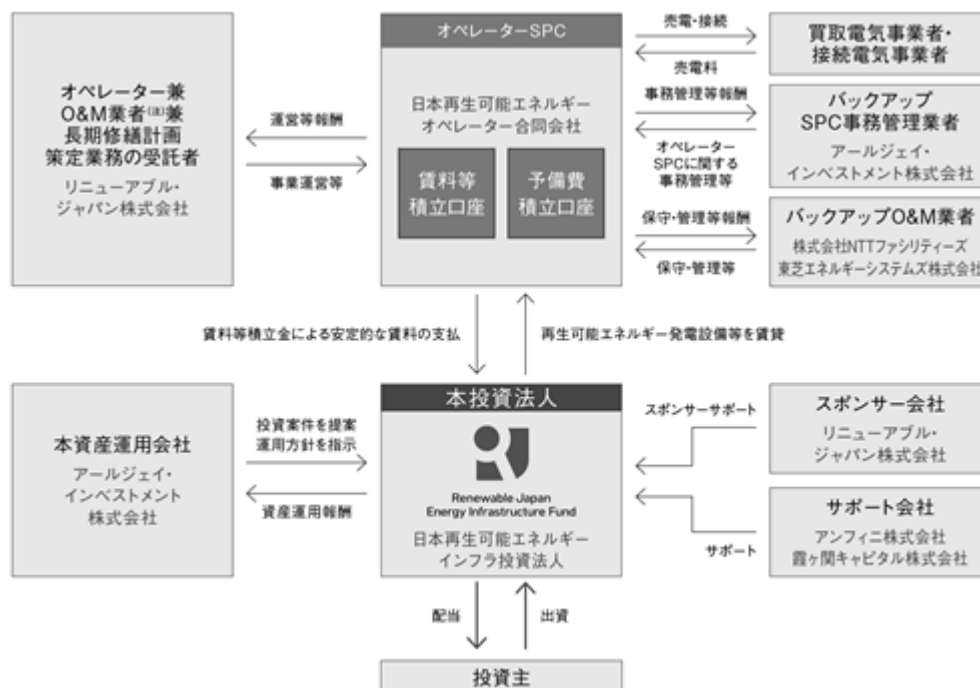 オペレーター兼
O&M業者(注)兼
長期修繕計画
策定業務の受託者
リニューアブル・
ジャパン株式会社
運営等報酬
事業運営等
オペレーターSPC
日本再生可能エネルギー
オペレーター合同会社
賃料等
積立口座
予備費
積立口座
売電・接続
売電料
買取電気事業者・
接続電気事業者
事務管理等報酬
オペレーター
SPCに関する
事務管理等
バックアップ
SPC事務管理業者
アールジェイ・
インベストメント株式会社
保守・管理等報酬
保守・管理等
バックアップO&M業者
株式会社NTTファシリティーズ
東芝エネルギーシステムズ株式会社
賃料等積立金による安定的な賃料の支払
再生可能エネルギー発電設備等を賃貸
本資産運用会社
アールジェイ・
インベストメント
株式会社
投資案件を提案
運用方針を指示
資産運用報酬
本投資法人
Renewable Japan
Energy Infrastructure Fund
日本再生可能エネルギー
インフラ投資法人
スポンサーサポート
スポンサー会社
リニューアブル・
ジャパン株式会社
サポート
サポート会社
アンフィニ株式会社
霞ヶ関キャピタル株式会社
配当
出資
投資主